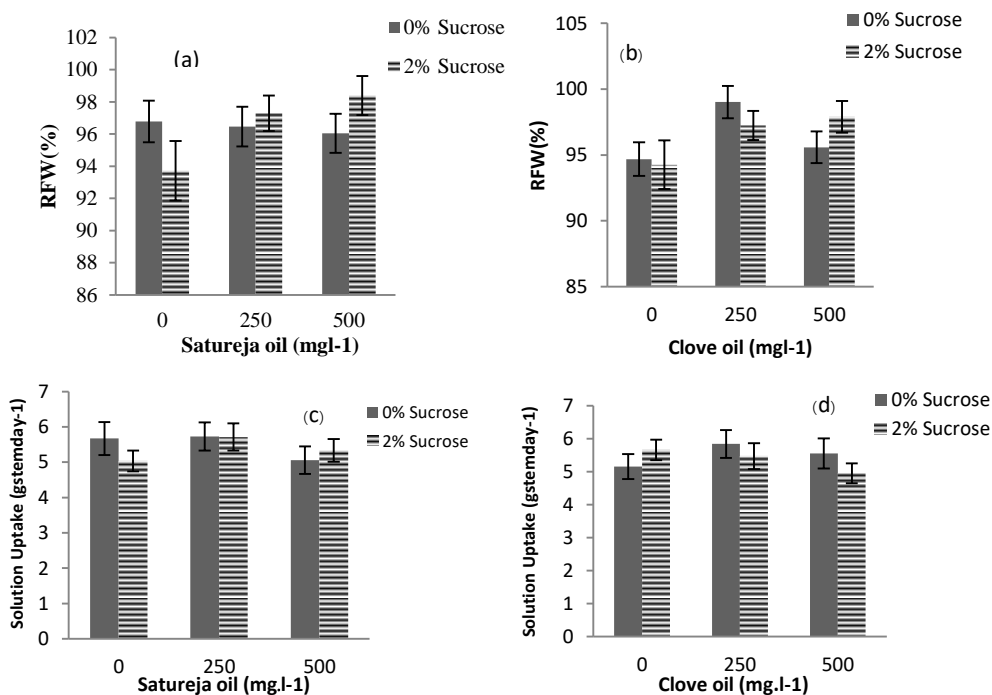 (a)
0% Sucrose
2% Sucrose
RFW(%)
102
100
98
96
94
92
90
88
86
0 250 500
Satureja oil (mgl-1)
(b)
0% Sucrose
2% Sucrose
RFW(%)
105
100
95
90
85
0 250 500
Clove oil (mgl-1)
(c)
0% Sucrose
2% Sucrose
Solution Uptake (gstemday-1)
7
6
5
4
3
2
1
0
0 250 500
Satureja oil (mg.l-1)
(d)
0% Sucrose
2% Sucrose
Solution Uptake (gstemday-1)
7
6
5
4
3
2
1
0
0 250 500
Clove oil (mg.l-1)